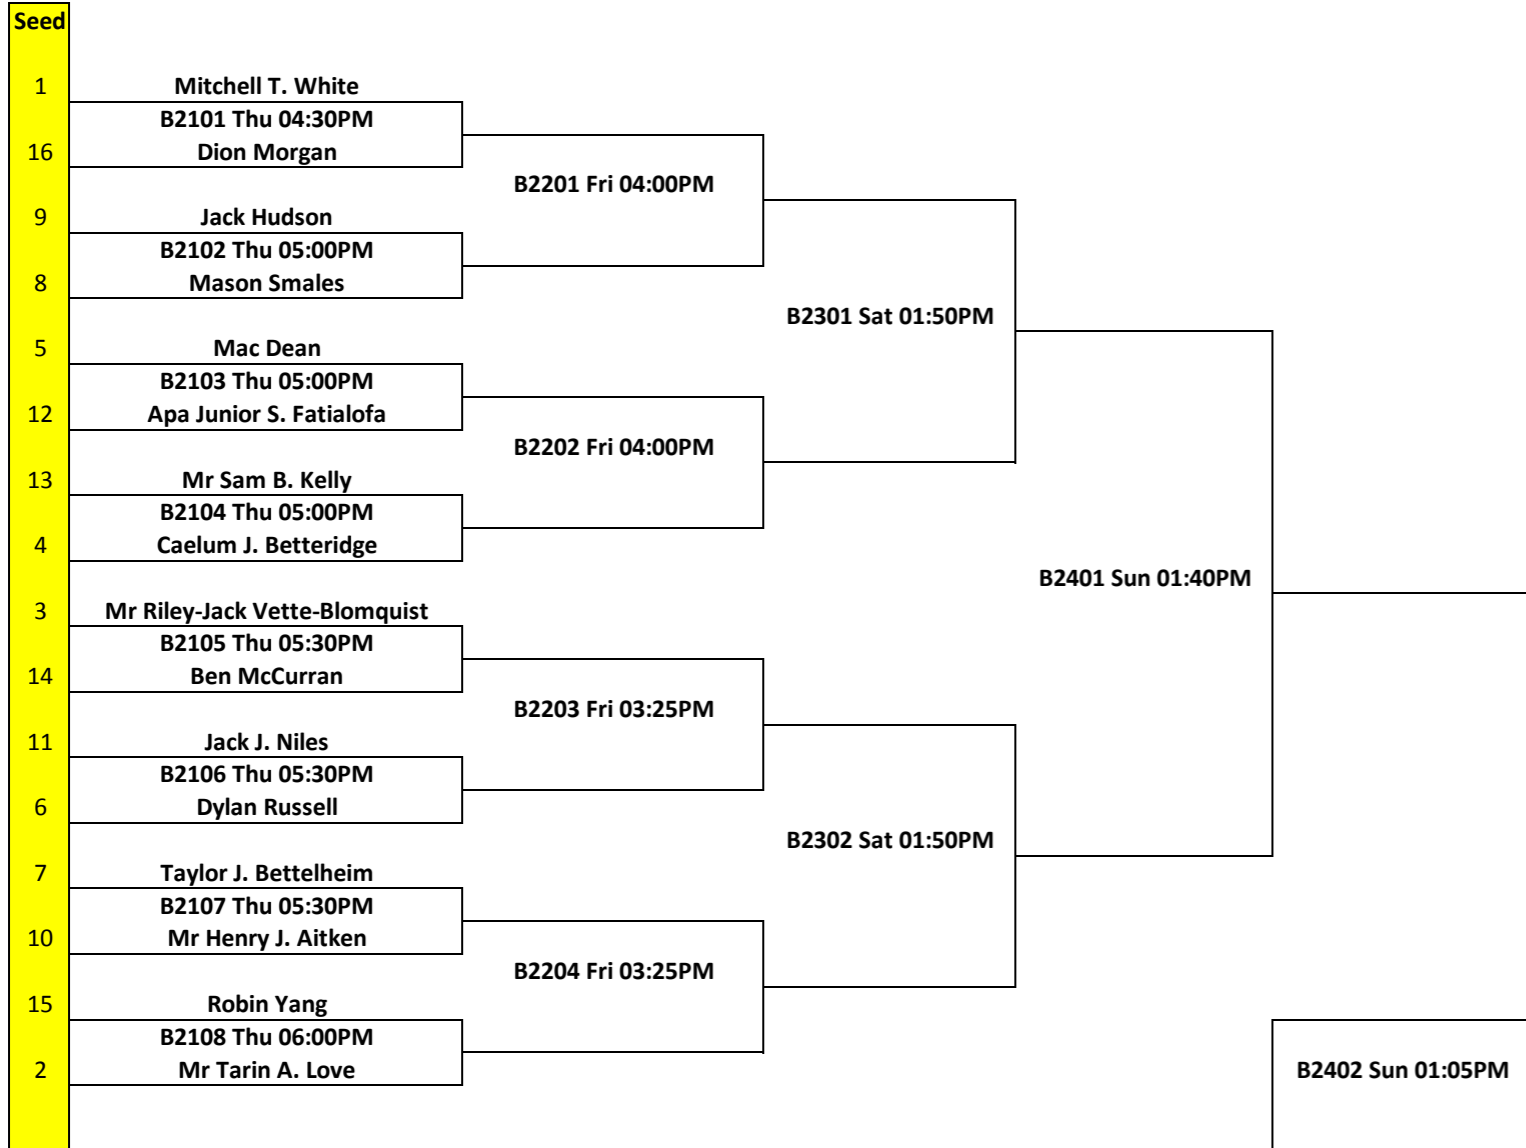 Seed
1 Mitchell T. White
B2101 Thu 04:30PM
16 Dion Morgan
B2201 Fri 04:00PM
9 Jack Hudson
B2102 Thu 05:00PM
8 Mason Smales
B2301 Sat 01:50PM
5 Mac Dean
B2103 Thu 05:00PM
12 Apa Junior S. Fatialofa
B2202 Fri 04:00PM
13 Mr Sam B. Kelly
B2104 Thu 05:00PM
4 Caelum J. Betteridge
B2401 Sun 01:40PM
3 Mr Riley-Jack Vette-Blomquist
B2105 Thu 05:30PM
14 Ben McCurran
B2203 Fri 03:25PM
11 Jack J. Niles
B2106 Thu 05:30PM
6 Dylan Russell
B2302 Sat 01:50PM
7 Taylor J. Bettelheim
B2107 Thu 05:30PM
10 Mr Henry J. Aitken
B2204 Fri 03:25PM
15 Robin Yang
B2108 Thu 06:00PM
2 Mr Tarin A. Love
B2402 Sun 01:05PM